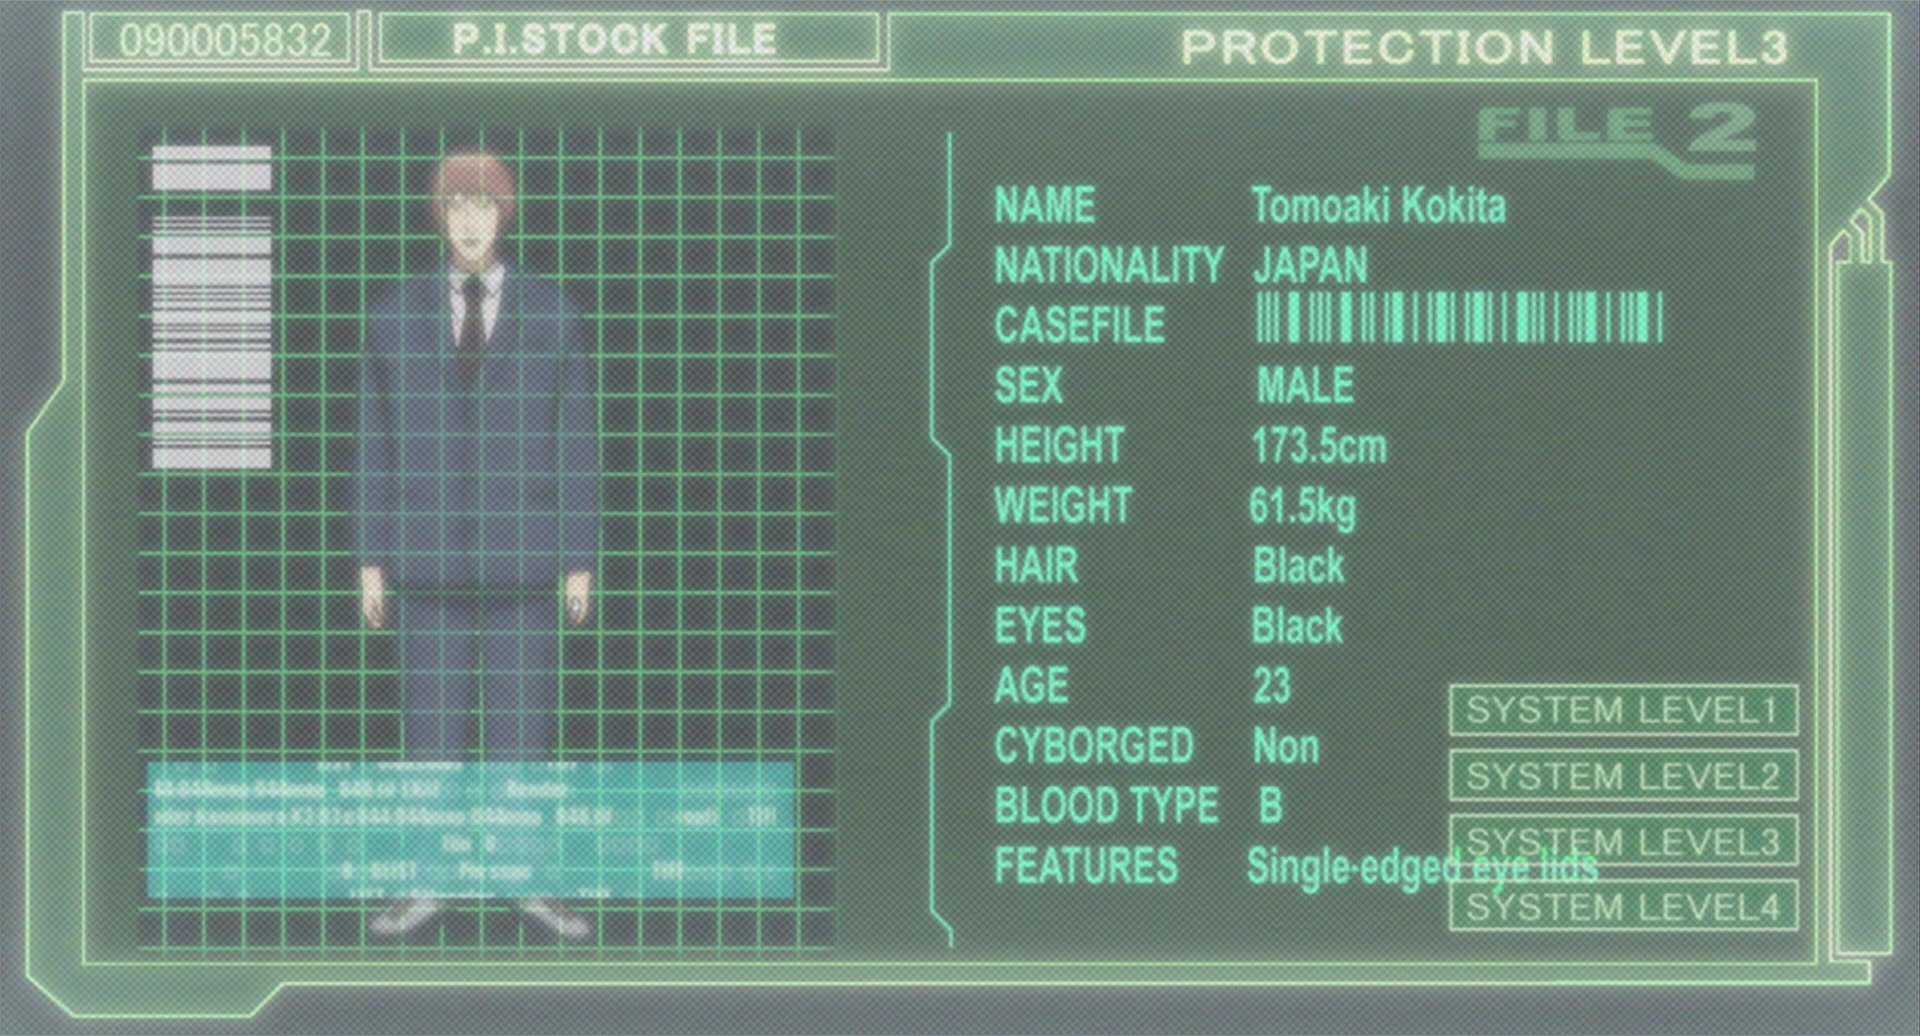 090005832
P.I.STOCK FILE
PROTECTION LEVEL3
FILE 2
NAME Tomoaki Kokita
NATIONALITY JAPAN
CASEFILE
SEX MALE
HEIGHT 173.5cm
WEIGHT 61.5kg
HAIR Black
EYES Black
AGE 23
CYBORGED Non
BLOOD TYPE B
FEATURES Single-edged eye lids
SYSTEM LEVEL1
SYSTEM LEVEL2
SYSTEM LEVEL3
SYSTEM LEVEL4